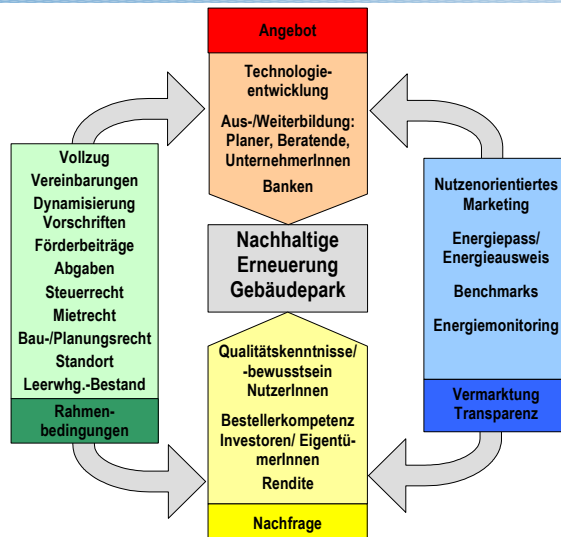 Angebot
Technologie-
entwicklung
Aus-/Weiterbildung:
Planer, Beratende,
UnternehmerInnen
Banken
Vollzug
Vereinbarungen
Dynamisierung
Vorschriften
Förderbeiträge
Abgaben
Steuerrecht
Mietrecht
Bau-/Planungsrecht
Standort
Leerwhg.-Bestand
Rahmen-
bedingungen
Nachhaltige
Erneuerung
Gebäudepark
Nutzenorientiertes
Marketing
Energiepass/
Energieausweis
Benchmarks
Energiemonitoring
Vermarktung
Transparenz
Qualitätskenntnisse/
-bewusstsein
NutzerInnen
Bestellerkompetenz
Investoren/ Eigentü-
merInnen
Rendite
Nachfrage